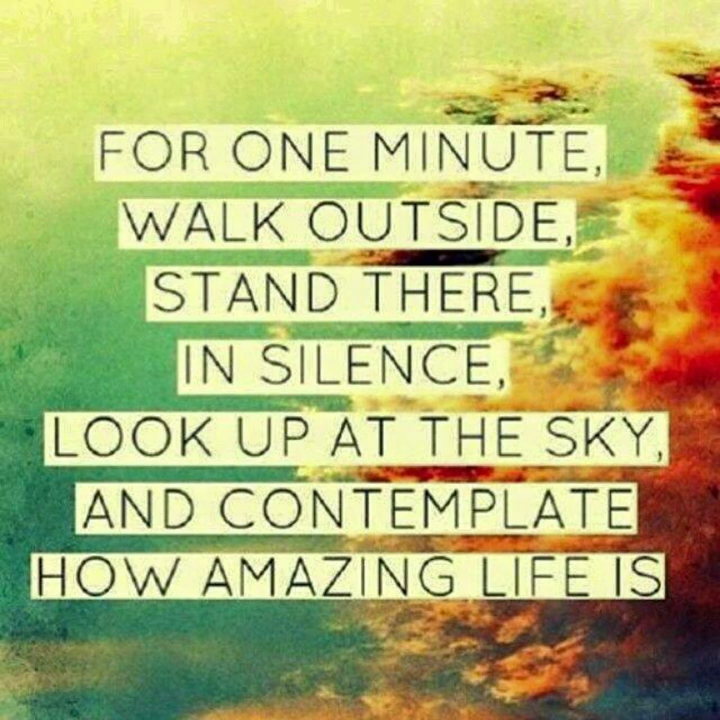 FOR ONE MINUTE,
WALK OUTSIDE,
STAND THERE,
IN SILENCE,
LOOK UP AT THE SKY,
AND CONTEMPLATE
HOW AMAZING LIFE IS